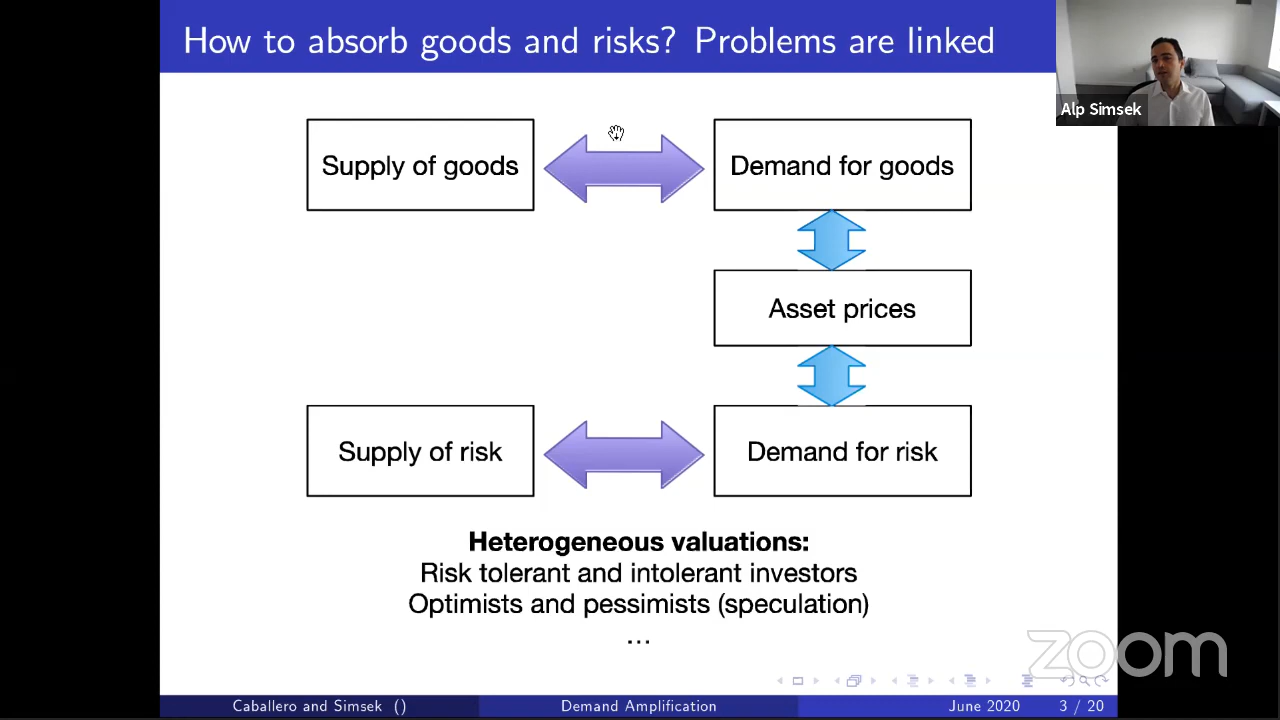 How to absorb goods and risks? Problems are linked
Alp Simsek
Supply of goods
Demand for goods
Asset prices
Supply of risk
Demand for risk
Heterogeneous valuations:
Risk tolerant and intolerant investors
Optimists and pessimists (speculation)
...
zoom
Caballero and Simsek ()
Demand Amplification
June 2020
3 / 20